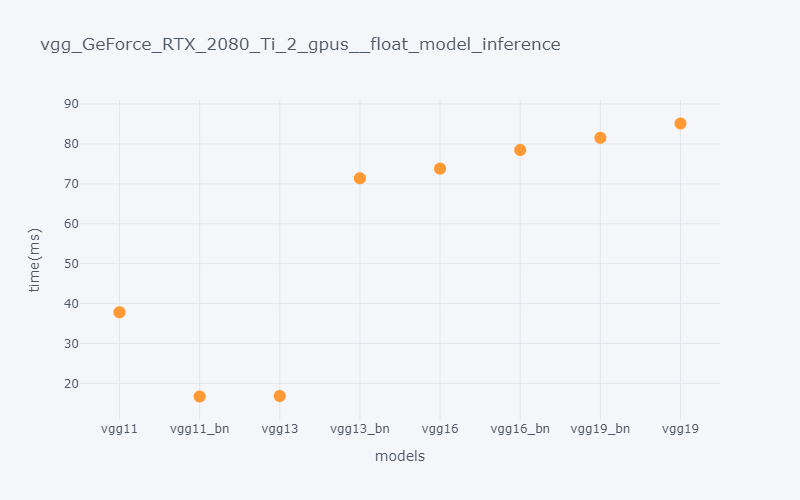 vgg_GeForce_RTX_2080_Ti_2_gpus__float_model_inference
90
80
70
60
50
40
30
20
time(ms)
vgg11 vgg11_bn vgg13 vgg13_bn vgg16 vgg16_bn vgg19_bn vgg19
models